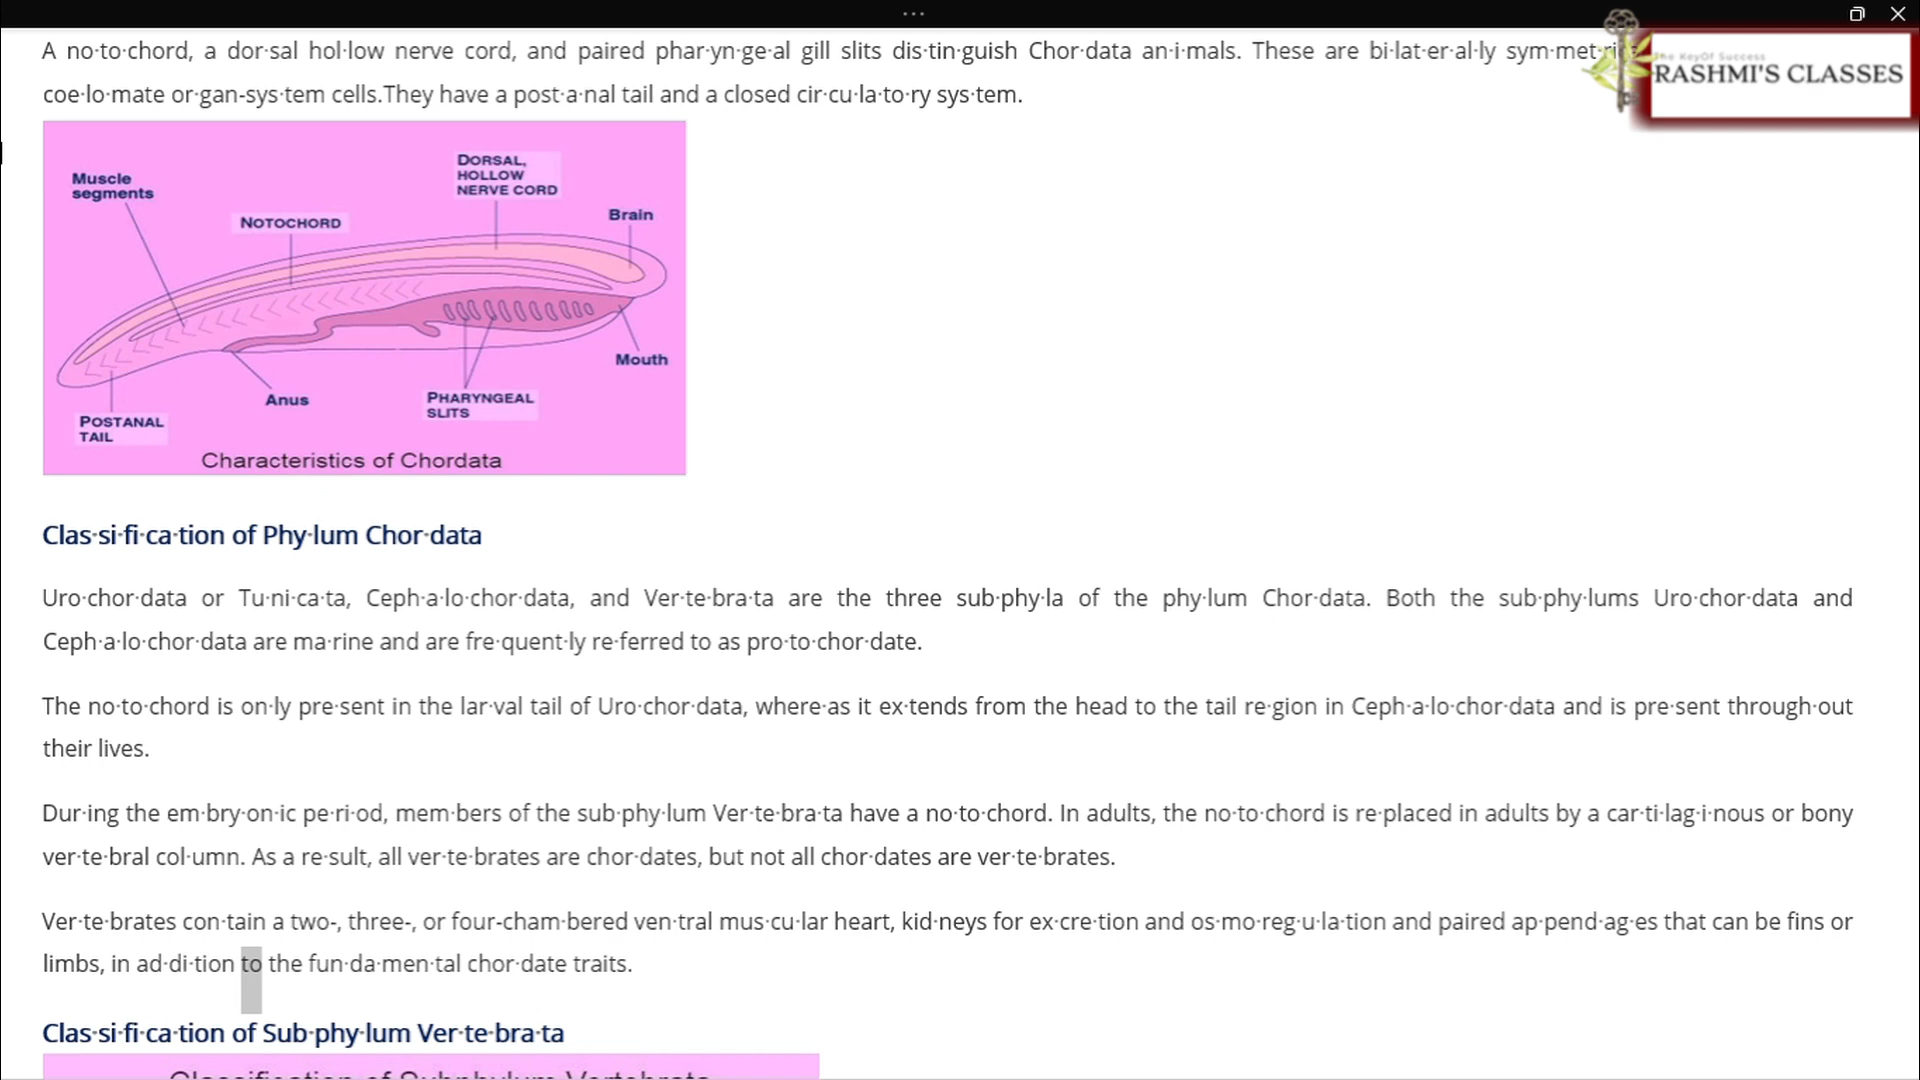 A no·to·chord, a dor·sal hol·low nerve cord, and paired phar·yn·ge·al gill slits dis·tin·guish Chor·data an·i·mals. These are bi·lat·er·al·ly sym·met·ri
The KeyOf Success
RASHMI'S CLASSES
coe·lo·mate or·gan-sys·tem cells.They have a post·a·nal tail and a closed cir·cu·la·to·ry sys·tem.
Muscle
segments
NOTOCHORD
DORSAL,
HOLLOW
NERVE CORD
Brain
Mouth
Anus
PHARYNGEAL
SLITS
POSTANAL
TAIL
Characteristics of Chordata
Clas·si·fi·ca·tion of Phy·lum Chor·data
Uro·chor·data or Tu·ni·ca·ta, Ceph·a·lo·chor·data, and Ver·te·bra·ta are the three sub·phy·la of the phy·lum Chor·data. Both the sub·phy·lums Uro·chor·data and
Ceph·a·lo·chor·data are ma·rine and are fre·quent·ly re·ferred to as pro·to·chor·date.
The no·to·chord is on·ly pre·sent in the lar·val tail of Uro·chor·data, where·as it ex·tends from the head to the tail re·gion in Ceph·a·lo·chor·data and is pre·sent through·out
their lives.
Dur·ing the em·bry·on·ic pe·ri·od, mem·bers of the sub·phy·lum Ver·te·bra·ta have a no·to·chord. In adults, the no·to·chord is re·placed in adults by a car·ti·lag·i·nous or bony
ver·te·bral col·umn. As a re·sult, all ver·te·brates are chor·dates, but not all chor·dates are ver·te·brates.
Ver·te·brates con·tain a two-, three-, or four-cham·bered ven·tral mus·cu·lar heart, kid·neys for ex·cre·tion and os·mo·reg·u·la·tion and paired ap·pend·ag·es that can be fins or
limbs, in ad·di·tion to the fun·da·men·tal chor·date traits.
Clas·si·fi·ca·tion of Sub·phy·lum Ver·te·bra·ta
Classification of Subphylum Vertebrata